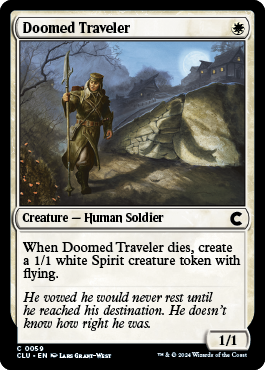 Doomed Traveler
Creature — Human Soldier
When Doomed Traveler dies, create
a 1/1 white Spirit creature token with
flying.
He vowed he would never rest until
he reached his destination. He doesn't
know how right he was.
1/1
C 0059
CLU • EN Lars Grant-West
™ & © 2024 Wizards of the Coast